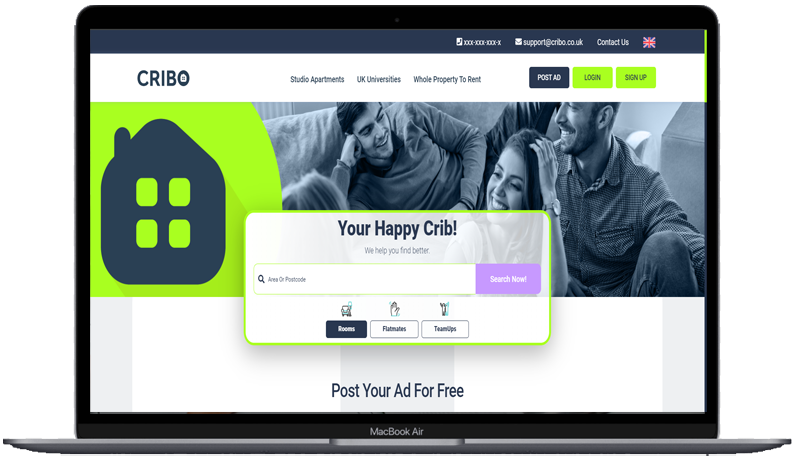 xxx-xxx-xxx-x support@cribo.co.uk Contact Us
CRIBO Studio Apartments UK Universities Whole Property To Rent POST AD LOGIN SIGN UP
Your Happy Crib!
We help you find better.
Area Or Postcode Search Now!
Rooms Flatmates TeamUps
Post Your Ad For Free
MacBook Air